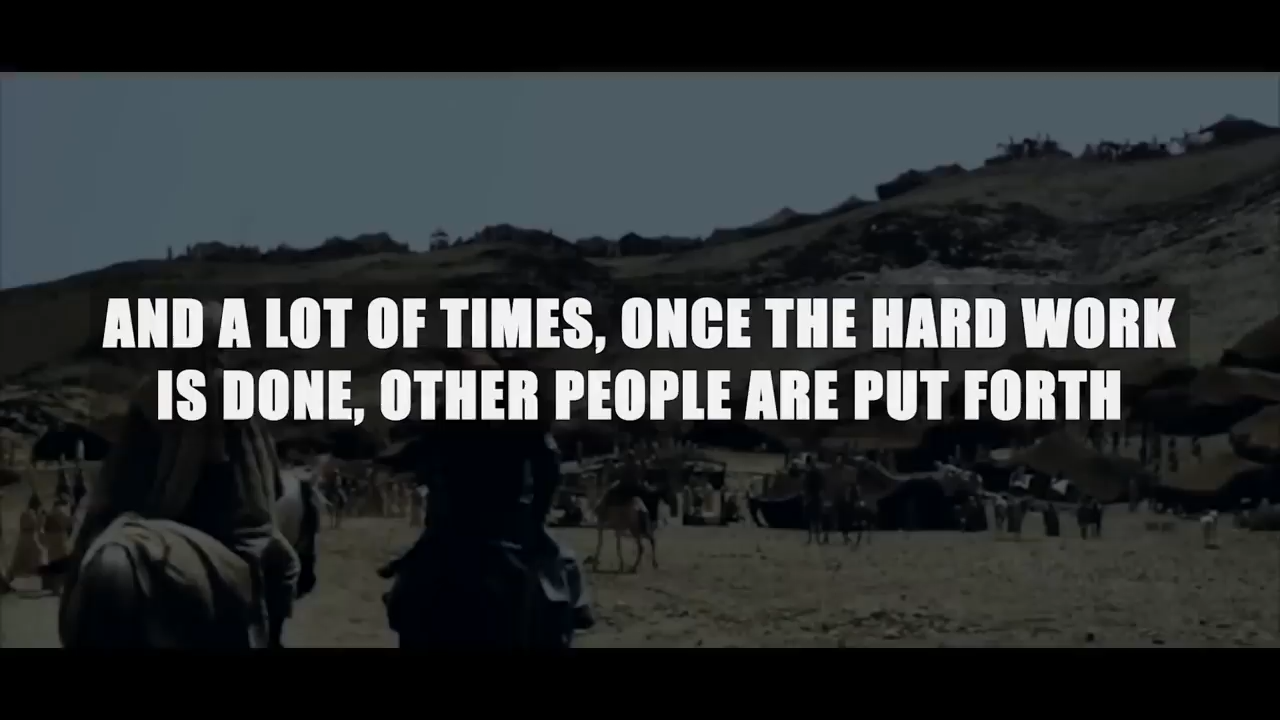 AND A LOT OF TIMES, ONCE THE HARD WORK
IS DONE, OTHER PEOPLE ARE PUT FORTH